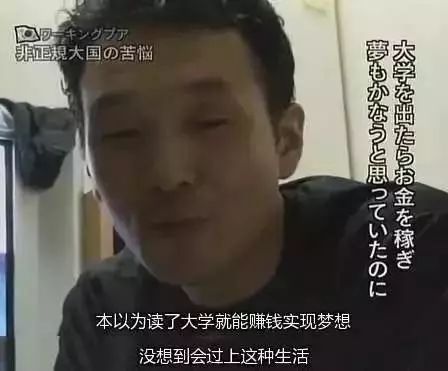 ワーキングプア
非正規大国の苦悩
大学を出たらお金を稼ぎ
夢もかなうと思っていたのに
本以为读了大学就能赚钱实现梦想
没想到会过上这种生活